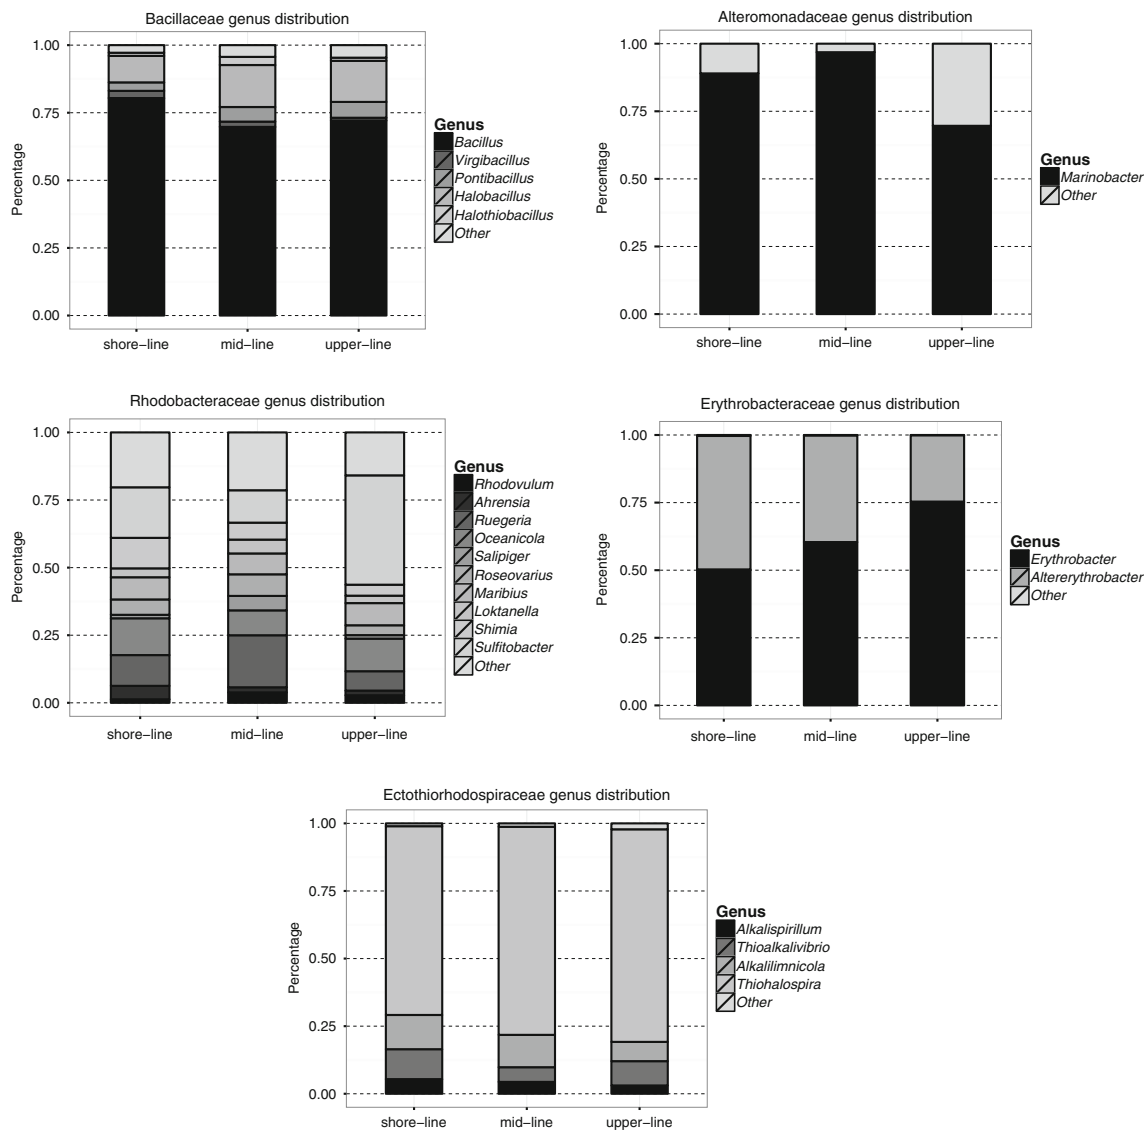 Bacillaceae genus distribution
1.00
0.75
0.50
0.25
0.00
Percentage
shore−line mid−line upper−line
Genus
Bacillus
Virgibacillus
Pontibacillus
Halobacillus
Halothiobacillus
Other
Alteromonadaceae genus distribution
1.00
0.75
0.50
0.25
0.00
Percentage
shore−line mid−line upper−line
Genus
Marinobacter
Other
Rhodobacteraceae genus distribution
1.00
0.75
0.50
0.25
0.00
Percentage
shore−line mid−line upper−line
Genus
Rhodovulum
Ahrensia
Ruegeria
Oceanicola
Salipiger
Roseovarius
Maribius
Loktanella
Shimia
Sulfitobacter
Other
Erythrobacteraceae genus distribution
1.00
0.75
0.50
0.25
0.00
Percentage
shore−line mid−line upper−line
Genus
Erythrobacter
Altererythrobacter
Other
Ectothiorhodospiraceae genus distribution
1.00
0.75
0.50
0.25
0.00
Percentage
shore−line mid−line upper−line
Genus
Alkalispirillum
Thioalkalivibrio
Alkalilimnicola
Thiohalospira
Other